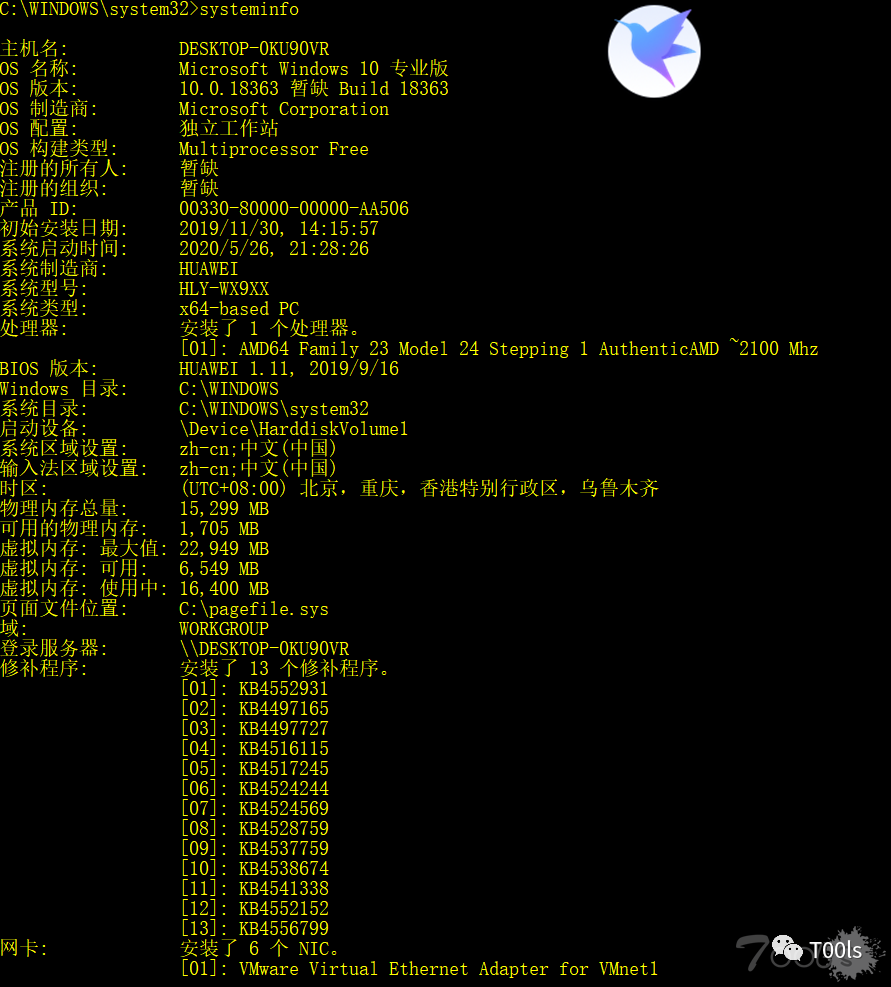 C:\WINDOWS\system32>systeminfo
主机名: DESKTOP-0KU90VR
OS 名称: Microsoft Windows 10 专业版
OS 版本: 10.0.18363 暂缺 Build 18363
OS 制造商: Microsoft Corporation
OS 配置: 独立工作站
OS 构建类型: Multiprocessor Free
注册的所有人: 暂缺
注册的组织: 暂缺
产品 ID: 00330-80000-00000-AA506
初始安装日期: 2019/11/30, 14:15:57
系统启动时间: 2020/5/26, 21:28:26
系统制造商: HUAWEI
系统型号: HLY-WX9XX
系统类型: x64-based PC
处理器: 安装了 1 个处理器。
[01]: AMD64 Family 23 Model 24 Stepping 1 AuthenticAMD ~2100 Mhz
BIOS 版本: HUAWEI 1.11, 2019/9/16
Windows 目录: C:\WINDOWS
系统目录: C:\WINDOWS\system32
启动设备: \Device\HarddiskVolume1
系统区域设置: zh-cn;中文(中国)
输入法区域设置: zh-cn;中文(中国)
时区: (UTC+08:00) 北京，重庆，香港特别行政区，乌鲁木齐
物理内存总量: 15,299 MB
可用的物理内存: 1,705 MB
虚拟内存: 最大值: 22,949 MB
虚拟内存: 可用: 6,549 MB
虚拟内存: 使用中: 16,400 MB
页面文件位置: C:\pagefile.sys
域: WORKGROUP
登录服务器: \\DESKTOP-0KU90VR
修补程序: 安装了 13 个修补程序。
[01]: KB4552931
[02]: KB4497165
[03]: KB4497727
[04]: KB4516115
[05]: KB4517245
[06]: KB4524244
[07]: KB4524569
[08]: KB4528759
[09]: KB4537759
[10]: KB4538674
[11]: KB4541338
[12]: KB4552152
[13]: KB4556799
网卡: 安装了 6 个 NIC。
[01]: VMware Virtual Ethernet Adapter for VMnet1
T00ls